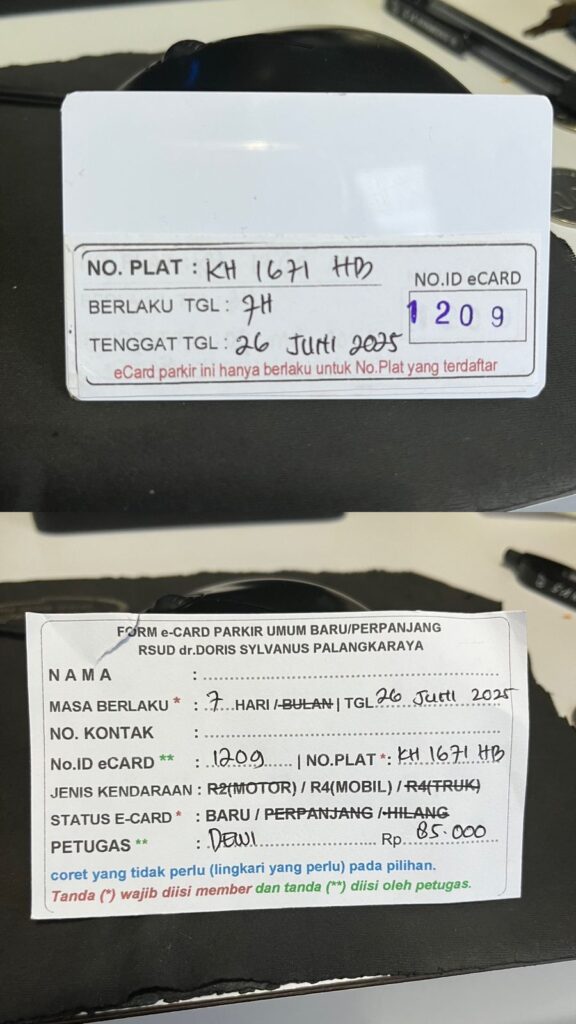 NO. PLAT : KH 1671 HB
BERLAKU TGL : 7H
TENGGAT TGL : 26 JUNI 2025
NO.ID eCARD
1209
eCard parkir ini hanya berlaku untuk No.Plat yang terdaftar
FORM e-CARD PARKIR UMUM BARU/PERPANJANG
RSUD dr.DORIS SYLVANUS PALANGKARAYA
NAMA : ........................................................
MASA BERLAKU * : 7 HARI / BULAN | TGL 26 JUNI 2025
NO. KONTAK : ........................................................
No.ID eCARD ** : 1209 | NO.PLAT *: KH 1671 HB
JENIS KENDARAAN : R2(MOTOR) / R4(MOBIL) / R4(TRUK)
STATUS E-CARD * : BARU / PERPANJANG / HILANG
PETUGAS ** : DEWI Rp 85.000
coret yang tidak perlu (lingkari yang perlu) pada pilihan.
Tanda (*) wajib diisi member dan tanda (**) diisi oleh petugas.